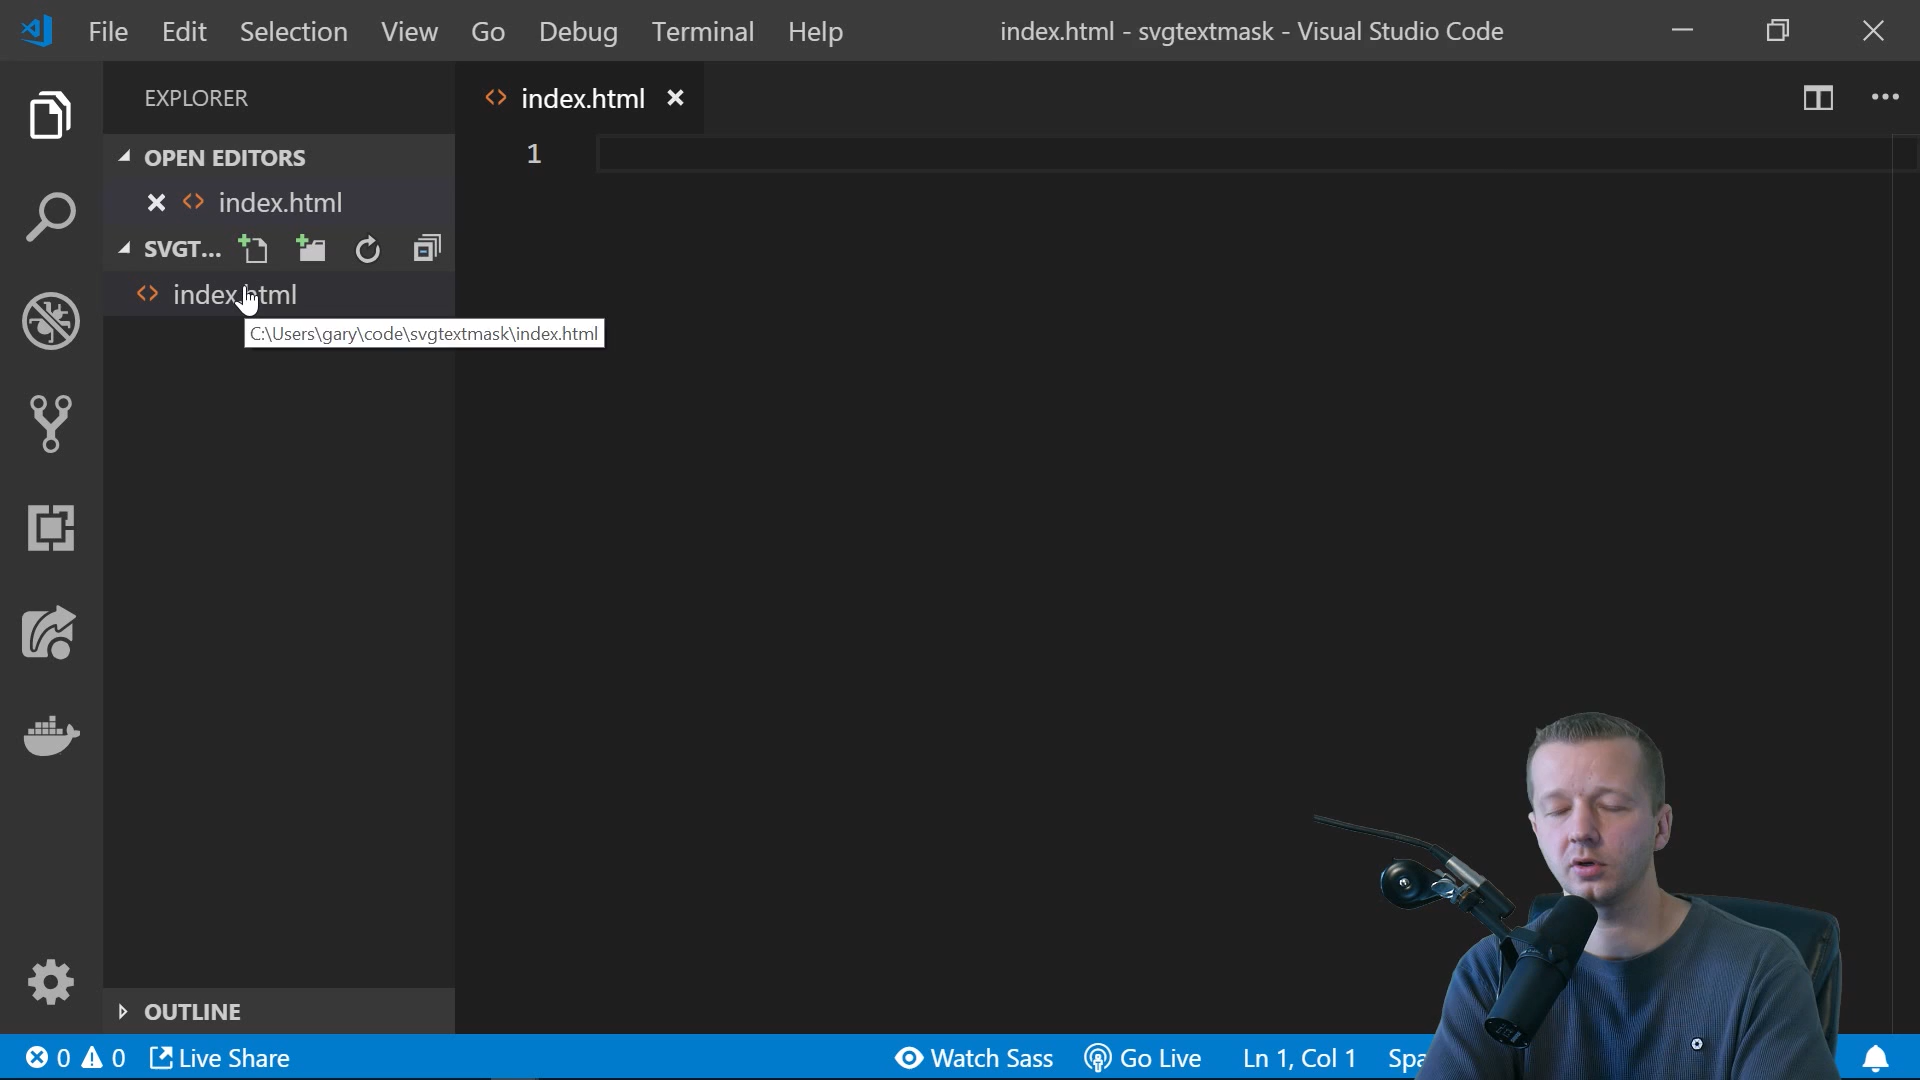 File Edit Selection View Go Debug Terminal Help index.html - svgtextmask - Visual Studio Code
EXPLORER
index.html
OPEN EDITORS
1
index.html
SVGT...
index.html
C:\Users\gary\code\svgtextmask\index.html
OUTLINE
0 0 Live Share Watch Sass Go Live Ln 1, Col 1 Spa